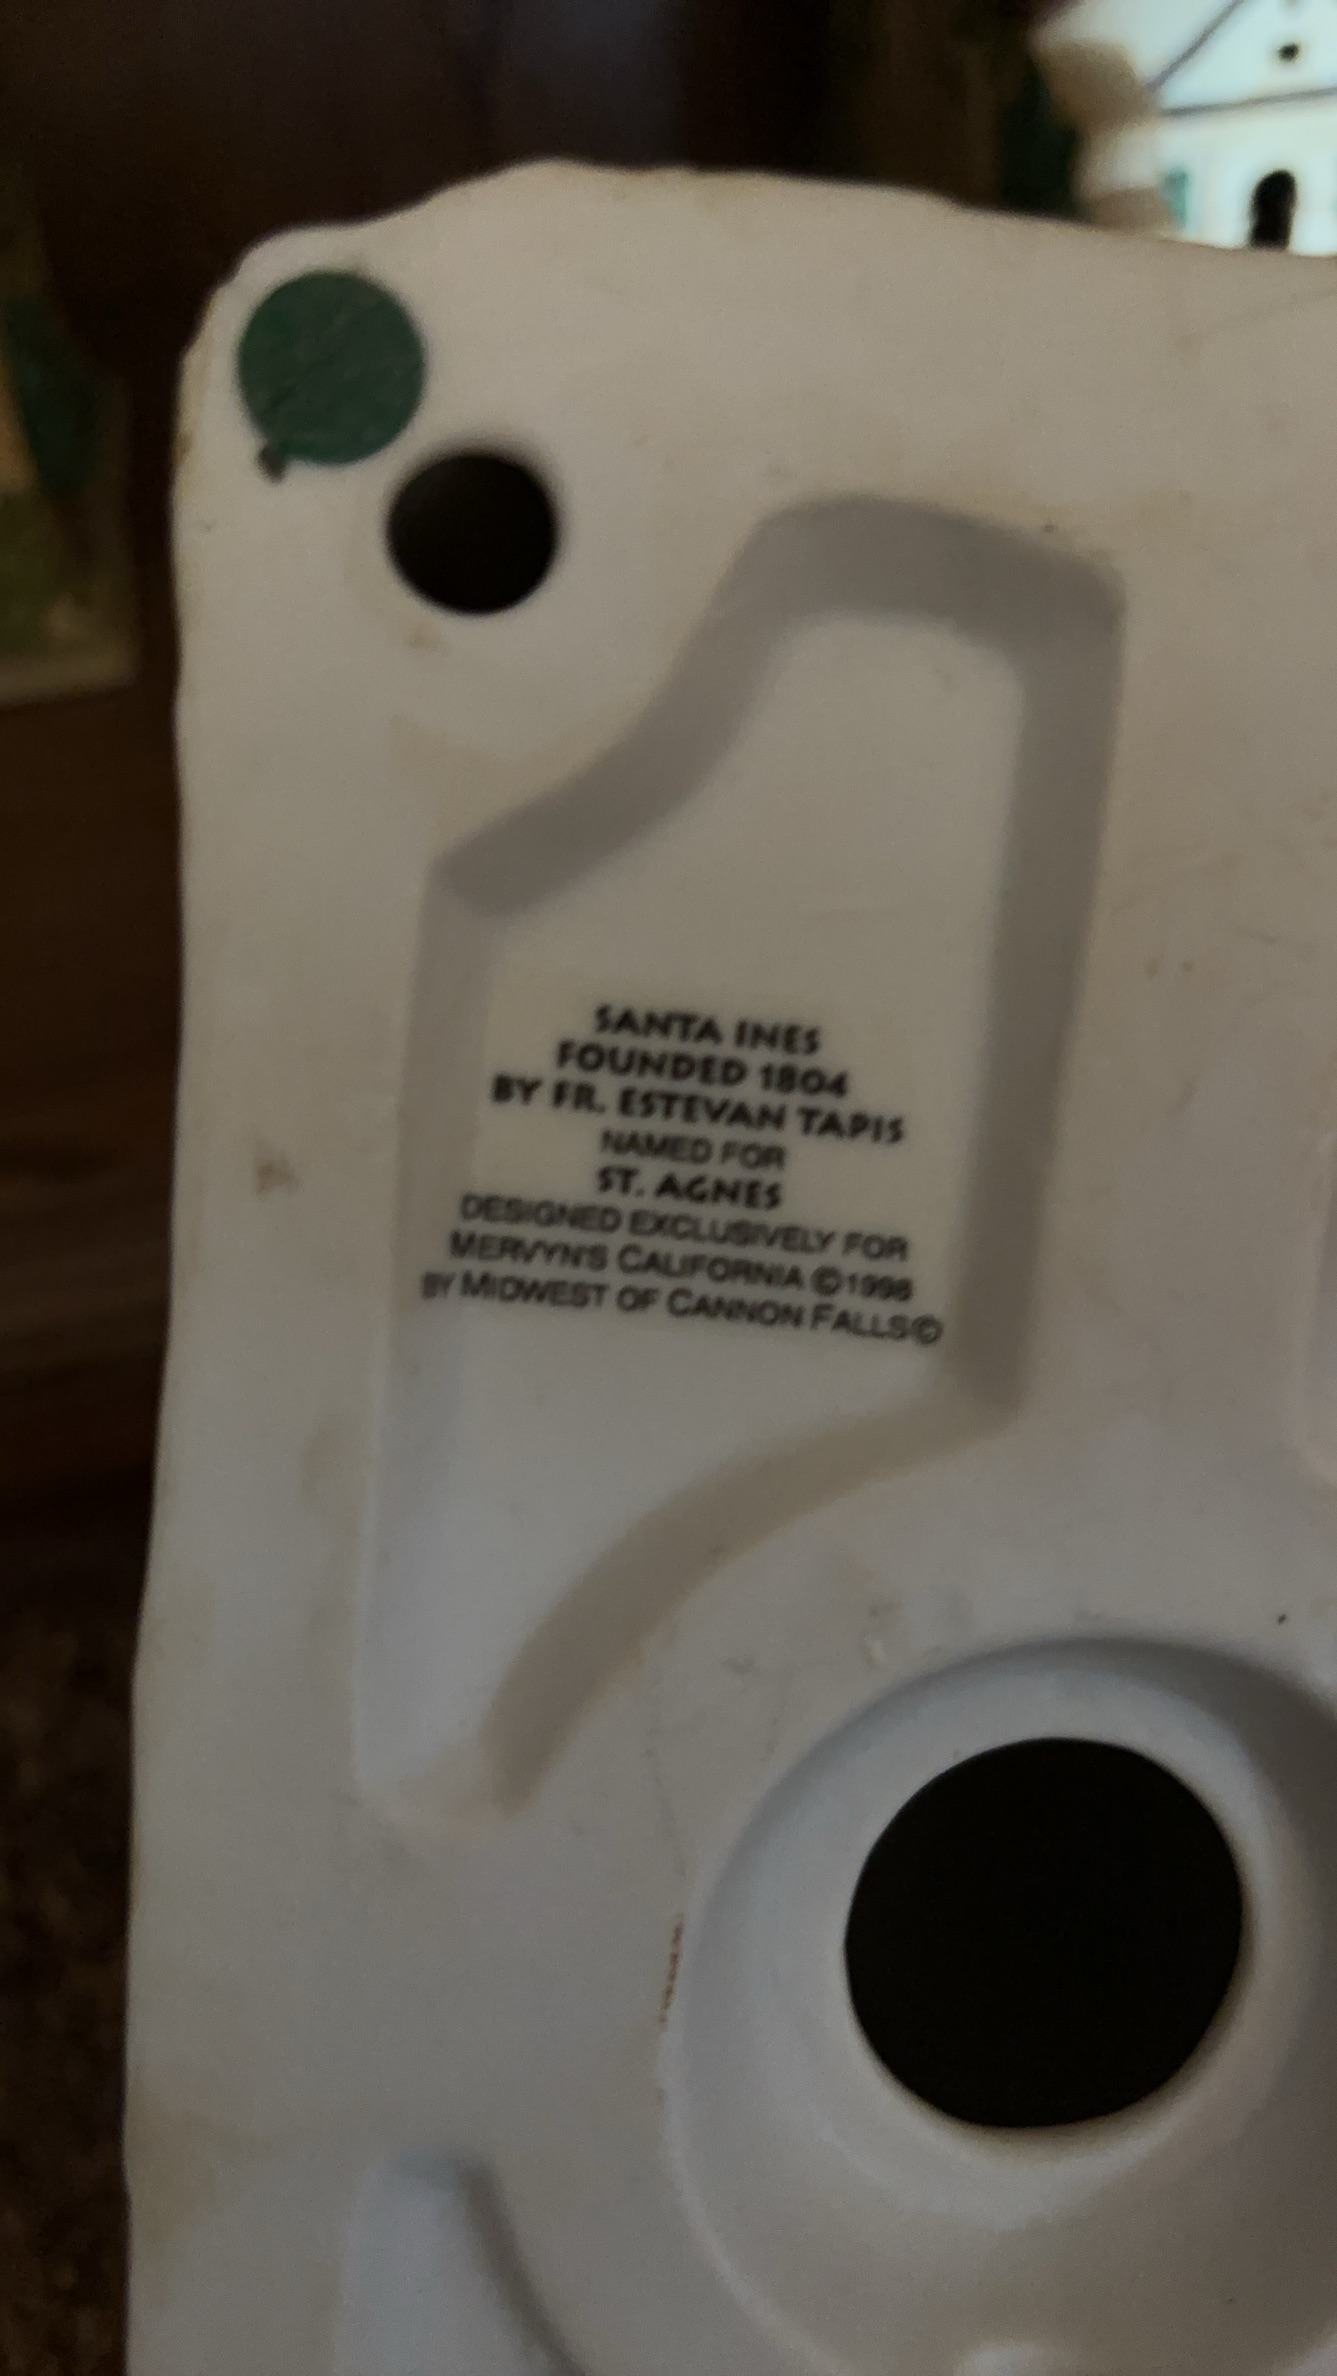 SANTA INES
FOUNDED 1804
BY FR. ESTEVAN TAPIS
NAMED FOR
ST. AGNES
DESIGNED EXCLUSIVELY FOR
MERVYN'S CALIFORNIA ©1998
BY MIDWEST OF CANNON FALLS©